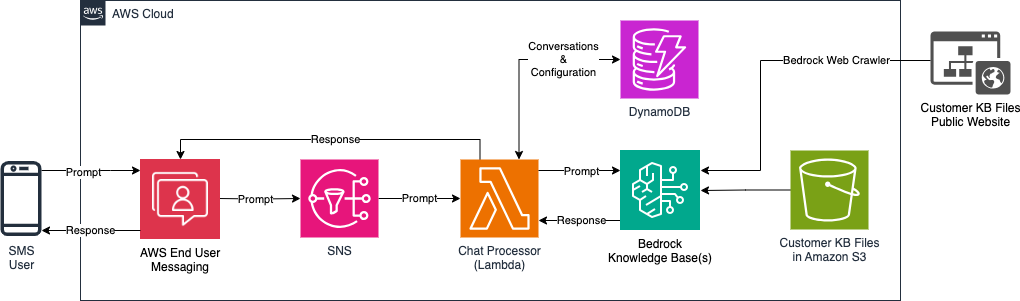 aws
AWS Cloud
Conversations
&
Configuration
DynamoDB
Bedrock Web Crawler
Customer KB Files
Public Website
Response
Prompt
Response
SMS
User
AWS End User
Messaging
Prompt
SNS
Prompt
Chat Processor
(Lambda)
Prompt
Response
Bedrock
Knowledge Base(s)
Customer KB Files
in Amazon S3